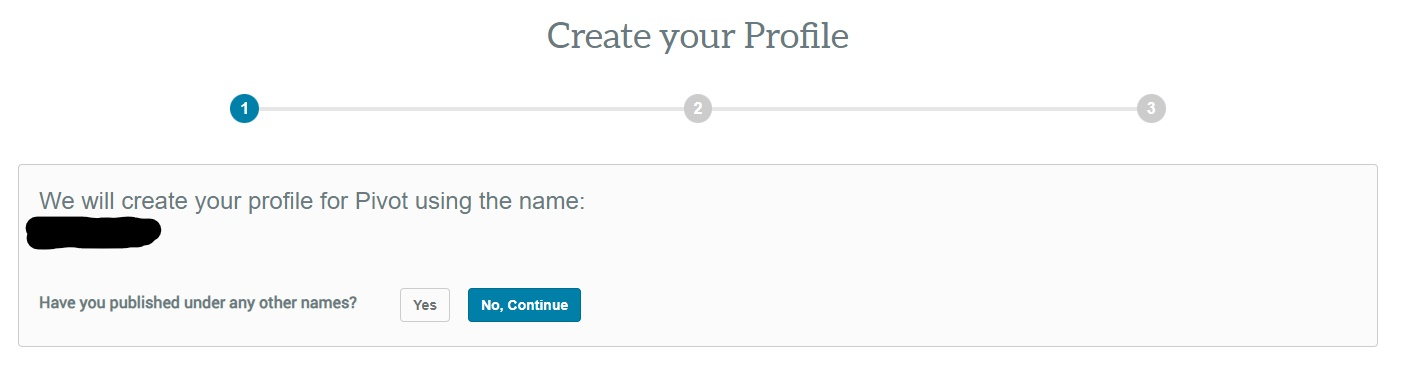 Create your Profile
1 2 3
We will create your profile for Pivot using the name:
Have you published under any other names? Yes No, Continue